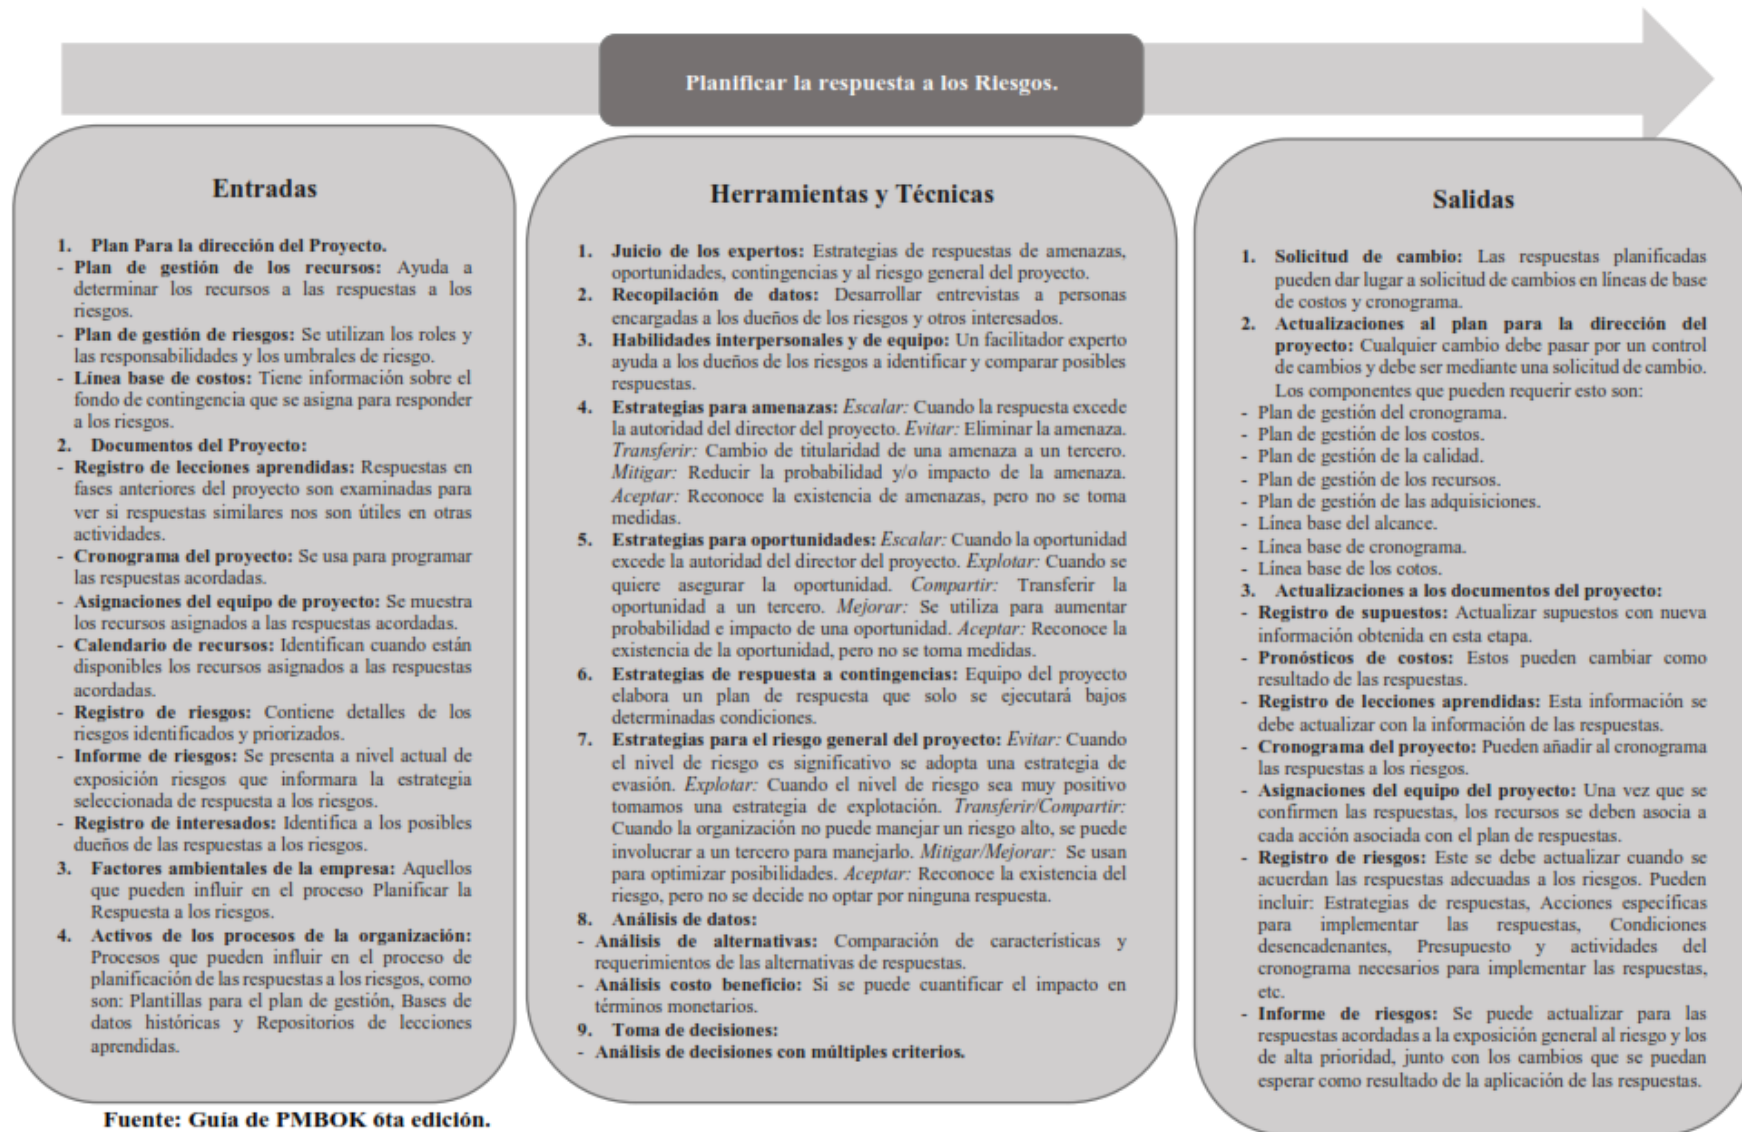 Planificar la respuesta a los Riesgos.
Entradas
1. Plan Para la dirección del Proyecto.
- Plan de gestión de los recursos: Ayuda a
determinar los recursos a las respuestas a los
riesgos.
- Plan de gestión de riesgos: Se utilizan los roles y
las responsabilidades y los umbrales de riesgo.
- Línea base de costos: Tiene información sobre el
fondo de contingencia que se asigna para responder
a los riesgos.
2. Documentos del Proyecto:
- Registro de lecciones aprendidas: Respuestas en
fases anteriores del proyecto son examinadas para
ver si respuestas similares nos son útiles en otras
actividades.
- Cronograma del proyecto: Se usa para programar
las respuestas acordadas.
- Asignaciones del equipo de proyecto: Se muestra
los recursos asignados a las respuestas acordadas.
- Calendario de recursos: Identifican cuando están
disponibles los recursos asignados a las respuestas
acordadas.
- Registro de riesgos: Contiene detalles de los
riesgos identificados y priorizados.
- Informe de riesgos: Se presenta a nivel actual de
exposición riesgos que informara la estrategia
seleccionada de respuesta a los riesgos.
- Registro de interesados: Identifica a los posibles
dueños de las respuestas a los riesgos.
3. Factores ambientales de la empresa: Aquellos
que pueden influir en el proceso Planificar la
Respuesta a los riesgos.
4. Activos de los procesos de la organización:
Procesos que pueden influir en el proceso de
planificación de las respuestas a los riesgos, como
son: Plantillas para el plan de gestión, Bases de
datos históricas y Repositorios de lecciones
aprendidas.
Herramientas y Técnicas
1. Juicio de los expertos: Estrategias de respuestas de amenazas,
oportunidades, contingencias y al riesgo general del proyecto.
2. Recopilación de datos: Desarrollar entrevistas a personas
encargadas a los dueños de los riesgos y otros interesados.
3. Habilidades interpersonales y de equipo: Un facilitador experto
ayuda a los dueños de los riesgos a identificar y comparar posibles
respuestas.
4. Estrategias para amenazas: Escalar: Cuando la respuesta excede
la autoridad del director del proyecto. Evitar: Eliminar la amenaza.
Transferir: Cambio de titularidad de una amenaza a un tercero.
Mitigar: Reducir la probabilidad y/o impacto de la amenaza.
Aceptar: Reconoce la existencia de amenazas, pero no se toma
medidas.
5. Estrategias para oportunidades: Escalar: Cuando la oportunidad
excede la autoridad del director del proyecto. Explotar: Cuando se
quiere asegurar la oportunidad. Compartir: Transferir la
oportunidad a un tercero. Mejorar: Se utiliza para aumentar
probabilidad e impacto de una oportunidad. Aceptar: Reconoce la
existencia de la oportunidad, pero no se toma medidas.
6. Estrategias de respuesta a contingencias: Equipo del proyecto
elabora un plan de respuesta que solo se ejecutará bajos
determinadas condiciones.
7. Estrategias para el riesgo general del proyecto: Evitar: Cuando
el nivel de riesgo es significativo se adopta una estrategia de
evasión. Explotar: Cuando el nivel de riesgo sea muy positivo
tomamos una estrategia de explotación. Transferir/Compartir:
Cuando la organización no puede manejar un riesgo alto, se puede
involucrar a un tercero para manejarlo. Mitigar/Mejorar: Se usan
para optimizar posibilidades. Aceptar: Reconoce la existencia del
riesgo, pero no se decide no optar por ninguna respuesta.
8. Análisis de datos:
- Análisis de alternativas: Comparación de características y
requerimientos de las alternativas de respuestas.
- Análisis costo beneficio: Si se puede cuantificar el impacto en
términos monetarios.
9. Toma de decisiones:
- Análisis de decisiones con múltiples criterios.
Salidas
1. Solicitud de cambio: Las respuestas planificadas
pueden dar lugar a solicitud de cambios en líneas de base
de costos y cronograma.
2. Actualizaciones al plan para la dirección del
proyecto: Cualquier cambio debe pasar por un control
de cambios y debe ser mediante una solicitud de cambio.
Los componentes que pueden requerir esto son:
- Plan de gestión del cronograma.
- Plan de gestión de los costos.
- Plan de gestión de la calidad.
- Plan de gestión de los recursos.
- Plan de gestión de las adquisiciones.
- Línea base del alcance.
- Línea base de cronograma.
- Línea base de los cotos.
3. Actualizaciones a los documentos del proyecto:
- Registro de supuestos: Actualizar supuestos con nueva
información obtenida en esta etapa.
- Pronósticos de costos: Estos pueden cambiar como
resultado de las respuestas.
- Registro de lecciones aprendidas: Esta información se
debe actualizar con la información de las respuestas.
- Cronograma del proyecto: Pueden añadir al cronograma
las respuestas a los riesgos.
- Asignaciones del equipo del proyecto: Una vez que se
confirmen las respuestas, los recursos se deben asocia a
cada acción asociada con el plan de respuestas.
- Registro de riesgos: Este se debe actualizar cuando se
acuerdan las respuestas adecuadas a los riesgos. Pueden
incluir: Estrategias de respuestas, Acciones específicas
para implementar las respuestas, Condiciones
desencadenantes, Presupuesto y actividades del
cronograma necesarios para implementar las respuestas,
etc.
- Informe de riesgos: Se puede actualizar para las
respuestas acordadas a la exposición general al riesgo y los
de alta prioridad, junto con los cambios que se puedan
esperar como resultado de la aplicación de las respuestas.
Fuente: Guía de PMBOK 6ta edición.